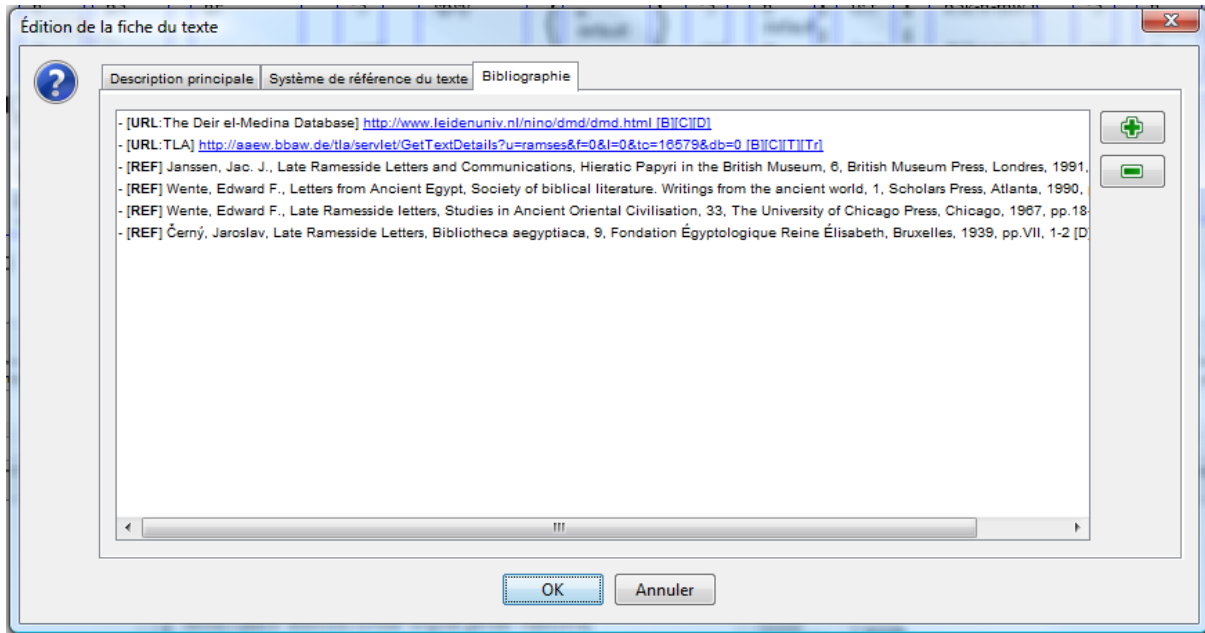 Édition de la fiche du texte
Description principale
Système de référence du texte
Bibliographie
- [URL:The Deir el-Medina Database] http://www.leidenuniv.nl/nino/dmd/dmd.html [B][C][D]
- [URL:TLA] http://aaew.bbaw.de/tla/servlet/GetTextDetails?u=ramses&f=0&l=0&tc=16579&db=0 [B][C][T][Tr]
- [REF] Janssen, Jac. J., Late Ramesside Letters and Communications, Hieratic Papyri in the British Museum, 6, British Museum Press, Londres, 1991,
- [REF] Wente, Edward F., Letters from Ancient Egypt, Society of biblical literature. Writings from the ancient world, 1, Scholars Press, Atlanta, 1990,
- [REF] Wente, Edward F., Late Ramesside letters, Studies in Ancient Oriental Civilisation, 33, The University of Chicago Press, Chicago, 1967, pp.18-
- [REF] Černý, Jaroslav, Late Ramesside Letters, Bibliotheca aegyptiaca, 9, Fondation Égyptologique Reine Élisabeth, Bruxelles, 1939, pp.VII, 1-2 [D]
OK
Annuler